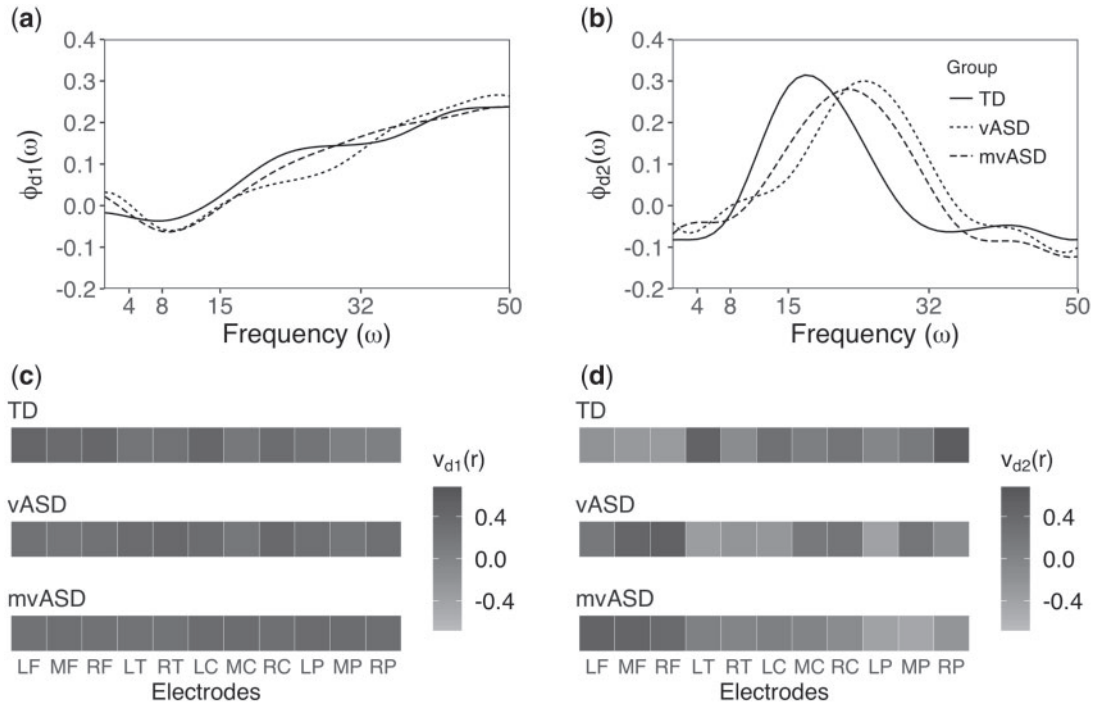 (a)
0.4
0.3
0.2
0.1
0.0
-0.1
-0.2
ϕd1(ω)
4 8 15 32 50
Frequency (ω)
(b)
0.4
0.3
0.2
0.1
0.0
-0.1
-0.2
ϕd2(ω)
Group
TD
vASD
mvASD
4 8 15 32 50
Frequency (ω)
(c)
TD
vASD
mvASD
LF MF RF LT RT LC MC RC LP MP RP
Electrodes
vd1(r)
0.4
0.0
-0.4
(d)
TD
vASD
mvASD
LF MF RF LT RT LC MC RC LP MP RP
Electrodes
vd2(r)
0.4
0.0
-0.4